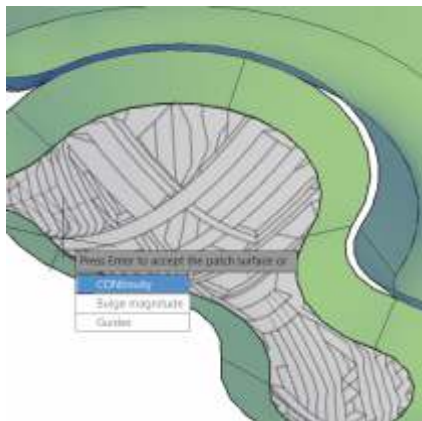 Press Enter to accept the patch surface or
CONtinuity
Bulge magnitude
Guides